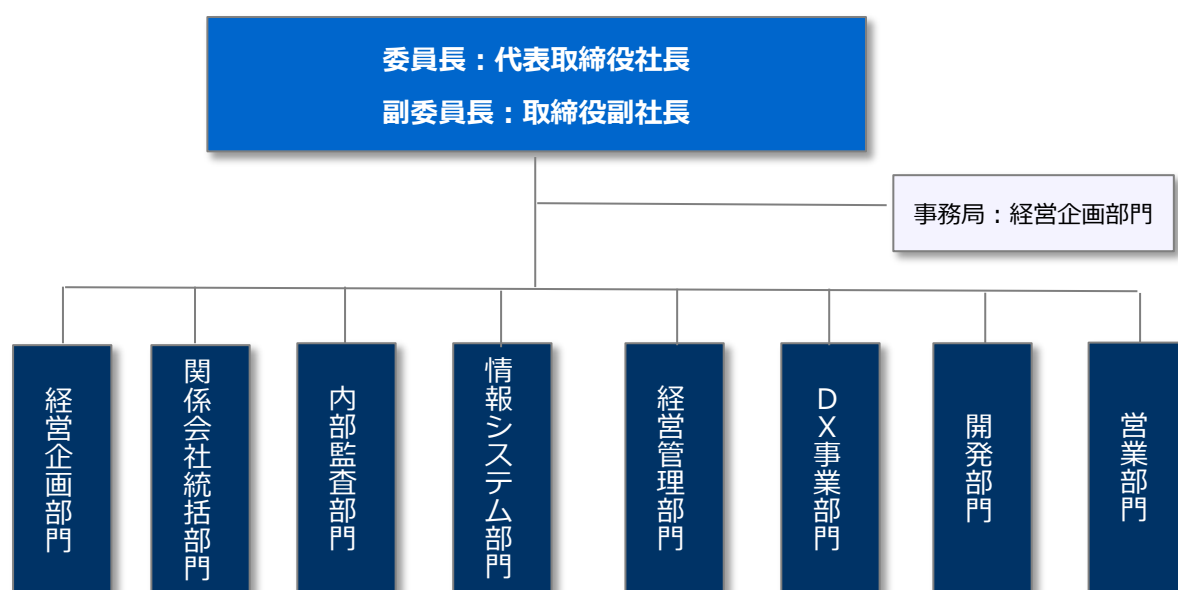 委員長：代表取締役社長
副委員長：取締役副社長
事務局：経営企画部門
経営企画部門
関係会社統括部門
内部監査部門
情報システム部門
経営管理部門
ＤＸ事業部門
開発部門
営業部門